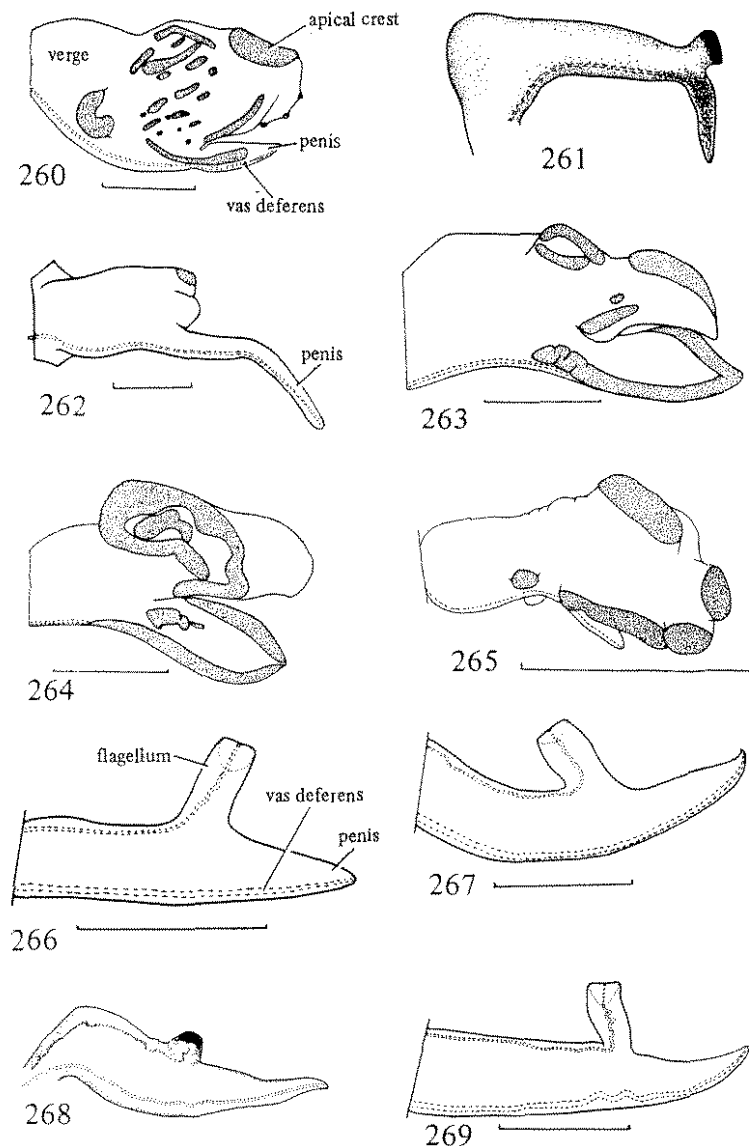 apical crest
verge
penis
vas deferens
260
261
penis
262
263
264
265
flagellum
vas deferens
penis
266
267
268
269